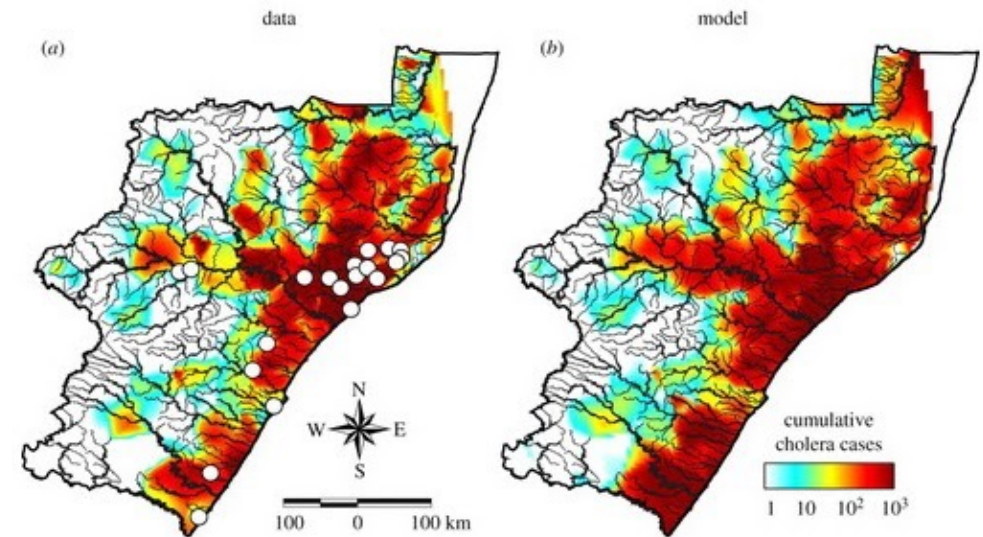 data
model
(a)
(b)
N
W E
S
100 0 100 km
cumulative
cholera cases
1 10 10² 10³